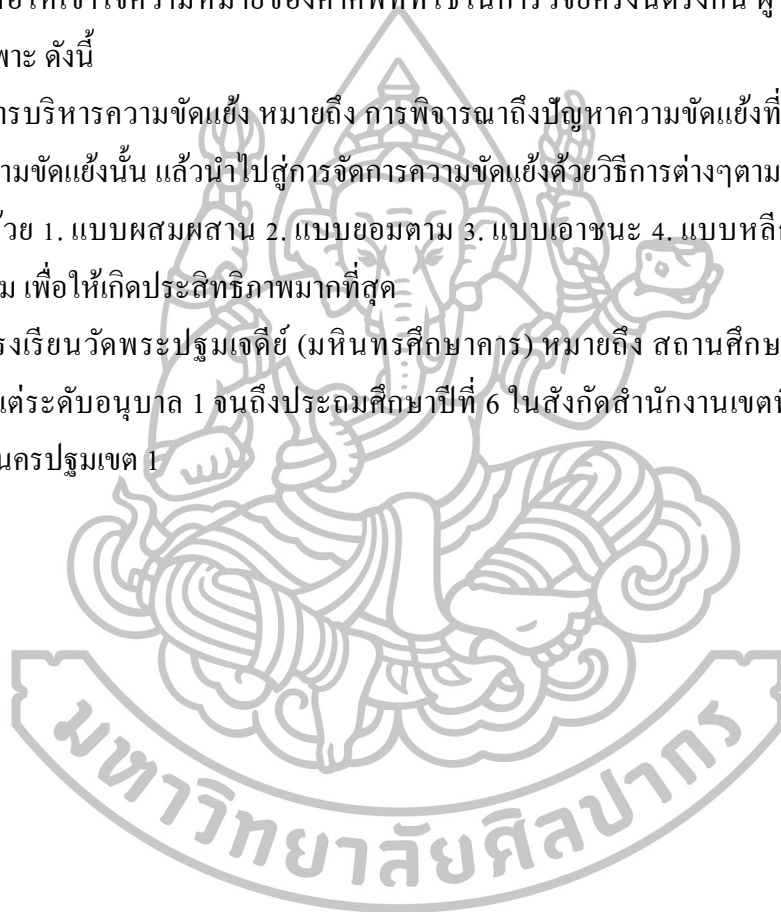 ให้เข้าใจความหมายของคำศัพท์ที่ใช้ในการวิจัยครั้งนี้ตรงกัน ผู้
พาะ ดังนี้
ารบริหารความขัดแย้ง หมายถึง การพิจารณาถึงปัญหาความขัดแย้งที่
ามขัดแย้งนั้น แล้วนำไปสู่การจัดการความขัดแย้งด้วยวิธีการต่างๆตาม
้วย 1. แบบผสมผสาน 2. แบบยอมตาม 3. แบบเอาชนะ 4. แบบหลีก
ม เพื่อให้เกิดประสิทธิภาพมากที่สุด
รงเรียนวัดพระปฐมเจดีย์ (มหินทรศึกษาคาร) หมายถึง สถานศึกษ
แต่ระดับอนุบาล 1 จนถึงประถมศึกษาปีที่ 6 ในสังกัดสำนักงานเขตพื
นครปฐมเขต 1
มหาวิทยาลัยศิลปากร